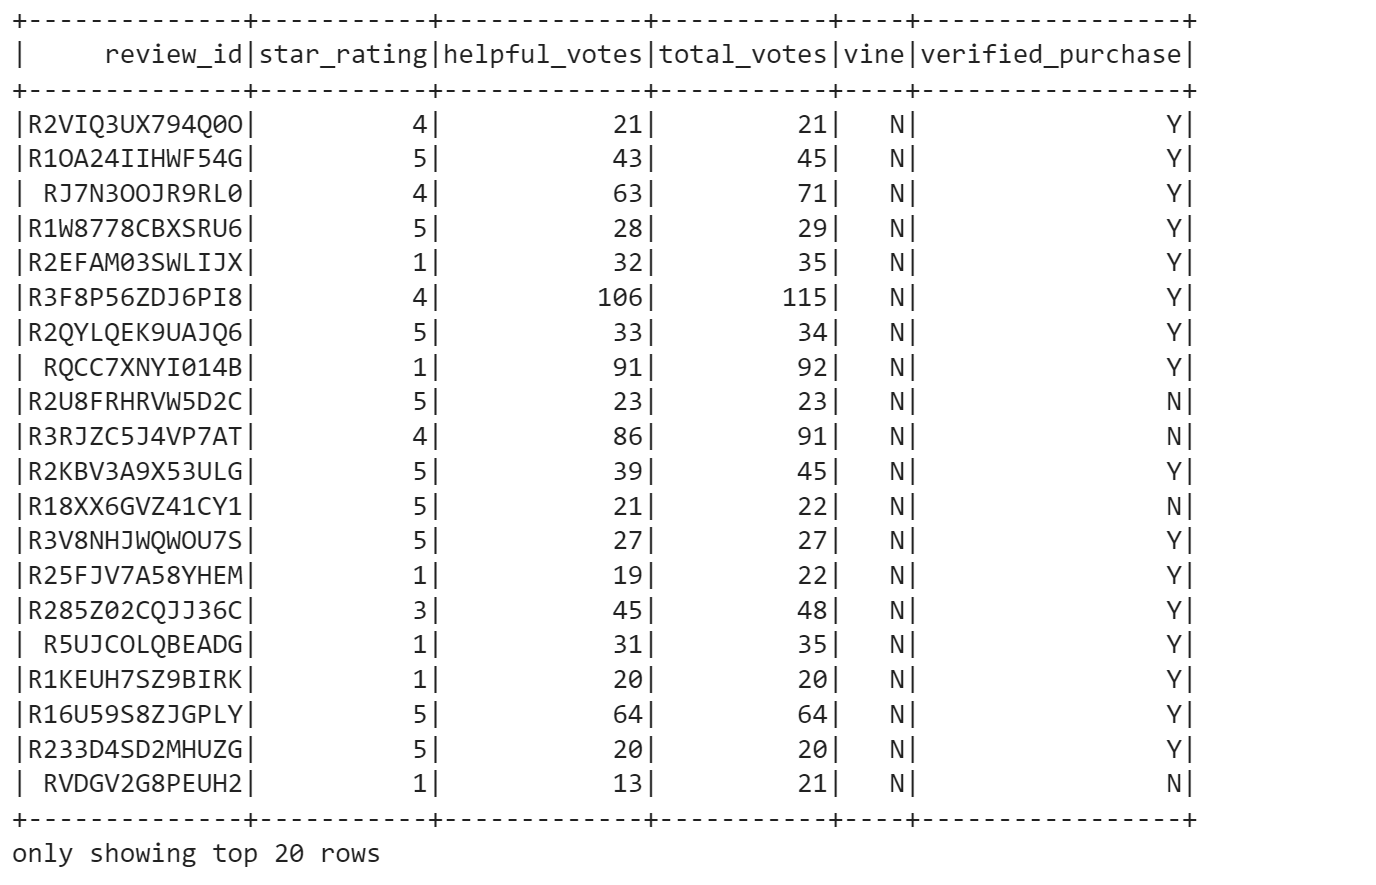 +--------------+-----------+-------------+-----------+----+-----------------+
|     review_id|star_rating|helpful_votes|total_votes|vine|verified_purchase|
+--------------+-----------+-------------+-----------+----+-----------------+
|R2VIQ3UX794Q0O|          4|           21|         21|   N|                Y|
|R1OA24IIHWF54G|          5|           43|         45|   N|                Y|
| RJ7N3OOJR9RL0|          4|           63|         71|   N|                Y|
|R1W8778CBXSRU6|          5|           28|         29|   N|                Y|
|R2EFAM03SWLIJX|          1|           32|         35|   N|                Y|
|R3F8P56ZDJ6PI8|          4|          106|        115|   N|                Y|
|R2QYLQEK9UAJQ6|          5|           33|         34|   N|                Y|
| RQCC7XNYI014B|          1|           91|         92|   N|                Y|
|R2U8FRHRVW5D2C|          5|           23|         23|   N|                N|
|R3RJZC5J4VP7AT|          4|           86|         91|   N|                N|
|R2KBV3A9X53ULG|          5|           39|         45|   N|                Y|
|R18XX6GVZ41CY1|          5|           21|         22|   N|                N|
|R3V8NHJWQWOU7S|          5|           27|         27|   N|                Y|
|R25FJV7A58YHEM|          1|           19|         22|   N|                Y|
|R285Z02CQJJ36C|          3|           45|         48|   N|                Y|
| R5UJCOLQBEADG|          1|           31|         35|   N|                Y|
|R1KEUH7SZ9BIRK|          1|           20|         20|   N|                Y|
|R16U59S8ZJGPLY|          5|           64|         64|   N|                Y|
|R233D4SD2MHUZG|          5|           20|         20|   N|                Y|
| RVDGV2G8PEUH2|          1|           13|         21|   N|                N|
+--------------+-----------+-------------+-----------+----+-----------------+
only showing top 20 rows